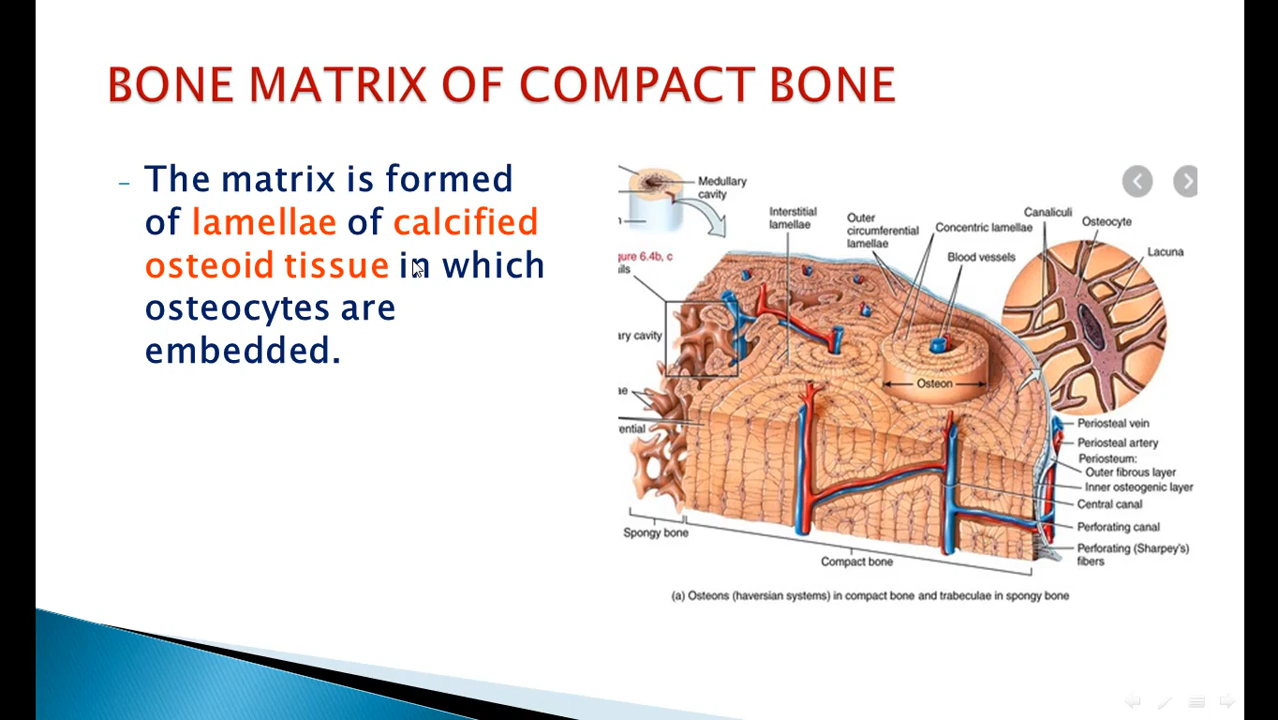 BONE MATRIX OF COMPACT BONE
– The matrix is formed
of lamellae of calcified
osteoid tissue in which
osteocytes are
embedded.
Medullary
cavity
Interstitial
lamellae
Outer
circumferential
lamellae
Concentric lamellae
Blood vessels
Canaliculi
Osteocyte
Lacuna
gure 6.4b, c
ils
ry cavity
ae
ential
Osteon
Periosteal vein
Periosteal artery
Periosteum:
Outer fibrous layer
Inner osteogenic layer
Central canal
Perforating canal
Perforating (Sharpey's)
fibers
Spongy bone
Compact bone
(a) Osteons (haversian systems) in compact bone and trabeculae in spongy bone